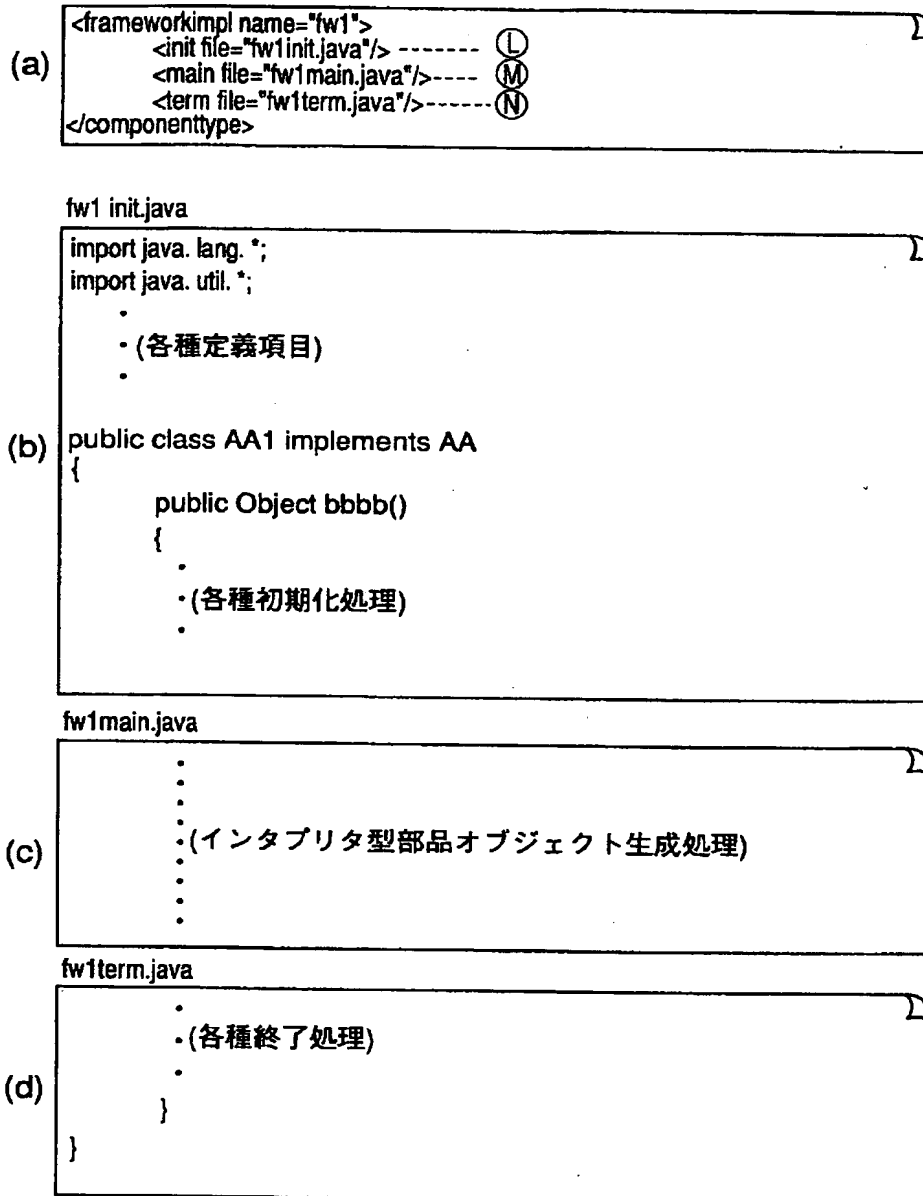 (a)
<frameworkimpl name="fw1">
<init file="fw1init.java"/> ------- Ⓛ
<main file="fw1main.java"/>---- Ⓜ
<term file="fw1term.java"/>------Ⓝ
</componenttype>
fw1 init.java
(b)
import java. lang. *;
import java. util. *;
・
・(各種定義項目)
・
public class AA1 implements AA
{
public Object bbbb()
{
・
・(各種初期化処理)
・
fw1main.java
(c)
・
・
・
・(インタプリタ型部品オブジェクト生成処理)
・
・
・
・
fw1term.java
(d)
・
・(各種終了処理)
・
}
}